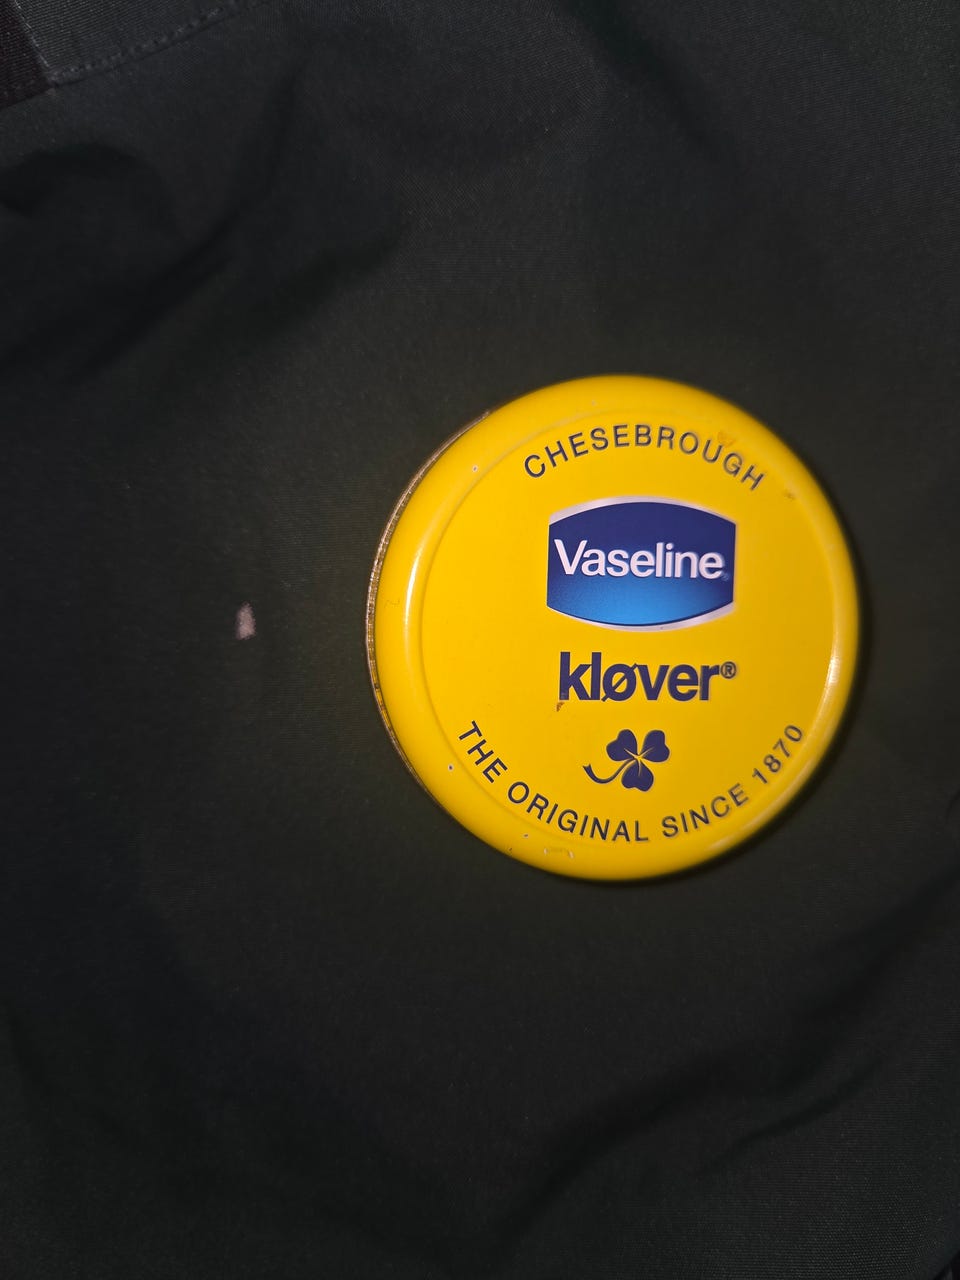 CHESEBROUGH
Vaseline®
kløver®
THE ORIGINAL SINCE 1870